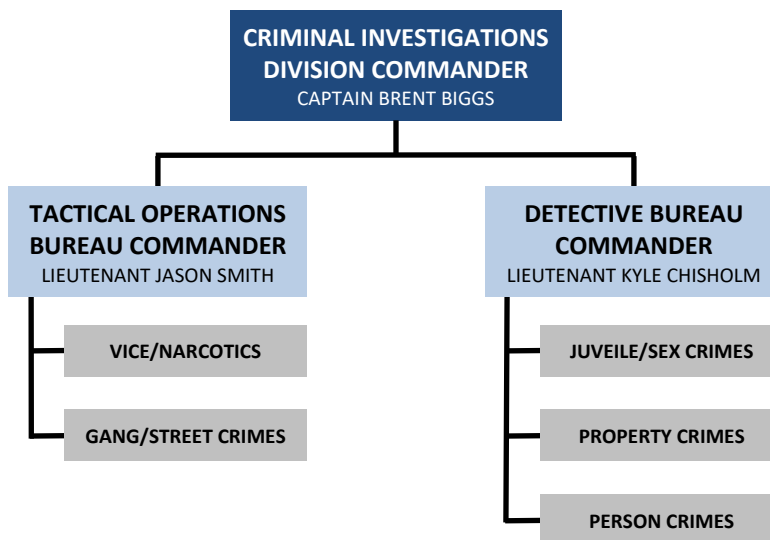 CRIMINAL INVESTIGATIONS
DIVISION COMMANDER
CAPTAIN BRENT BIGGS
TACTICAL OPERATIONS
BUREAU COMMANDER
LIEUTENANT JASON SMITH
VICE/NARCOTICS
GANG/STREET CRIMES
DETECTIVE BUREAU
COMMANDER
LIEUTENANT KYLE CHISHOLM
JUVEILE/SEX CRIMES
PROPERTY CRIMES
PERSON CRIMES